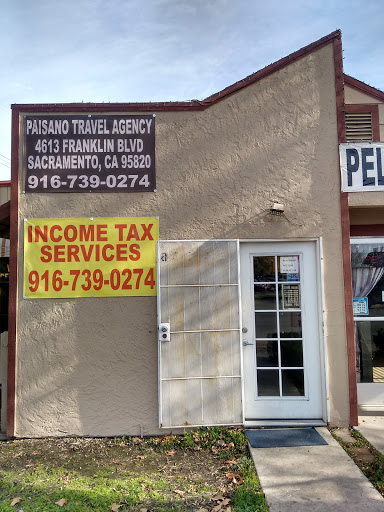 PAISANO TRAVEL AGENCY
4613 FRANKLIN BLVD
SACRAMENTO, CA 95820
916-739-0274
INCOME TAX
SERVICES
916-739-0274
PEL